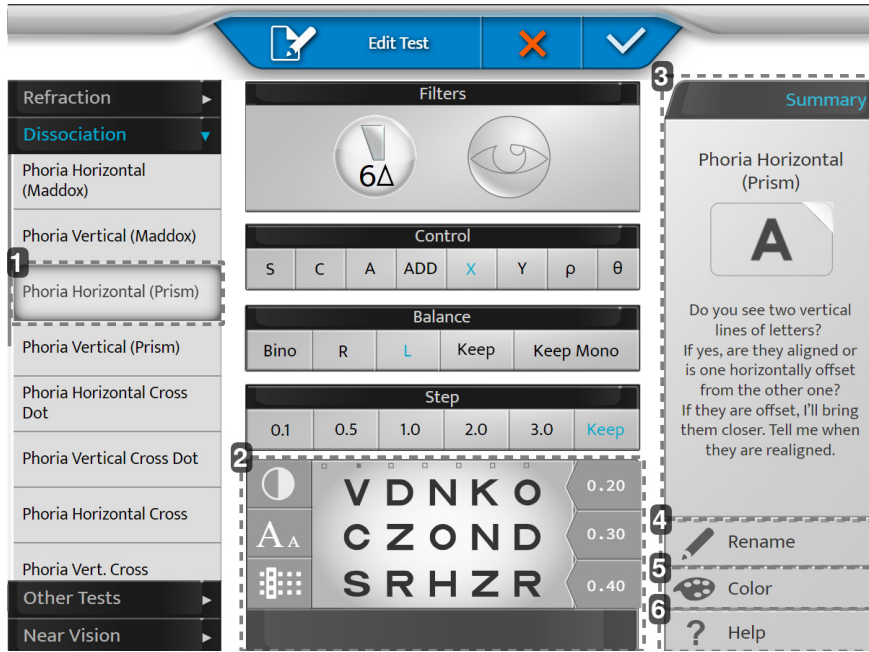 Edit Test
3
Refraction
Dissociation
Phoria Horizontal
(Maddox)
Phoria Vertical (Maddox)
1
Phoria Horizontal (Prism)
Phoria Vertical (Prism)
Phoria Horizontal Cross
Dot
Phoria Vertical Cross Dot
Phoria Horizontal Cross
Phoria Vert. Cross
Other Tests
Near Vision
Filters
6Δ
Control
S C A ADD X Y ρ θ
Balance
Bino R L Keep Keep Mono
Step
0.1 0.5 1.0 2.0 3.0 Keep
2
V D N K O 0.20
A A C Z O N D 0.30
S R H Z R 0.40
Summary
Phoria Horizontal
(Prism)
A
Do you see two vertical
lines of letters?
If yes, are they aligned or
is one horizontally offset
from the other one?
If they are offset, I'll bring
them closer. Tell me when
they are realigned.
4
Rename
5
Color
6
? Help